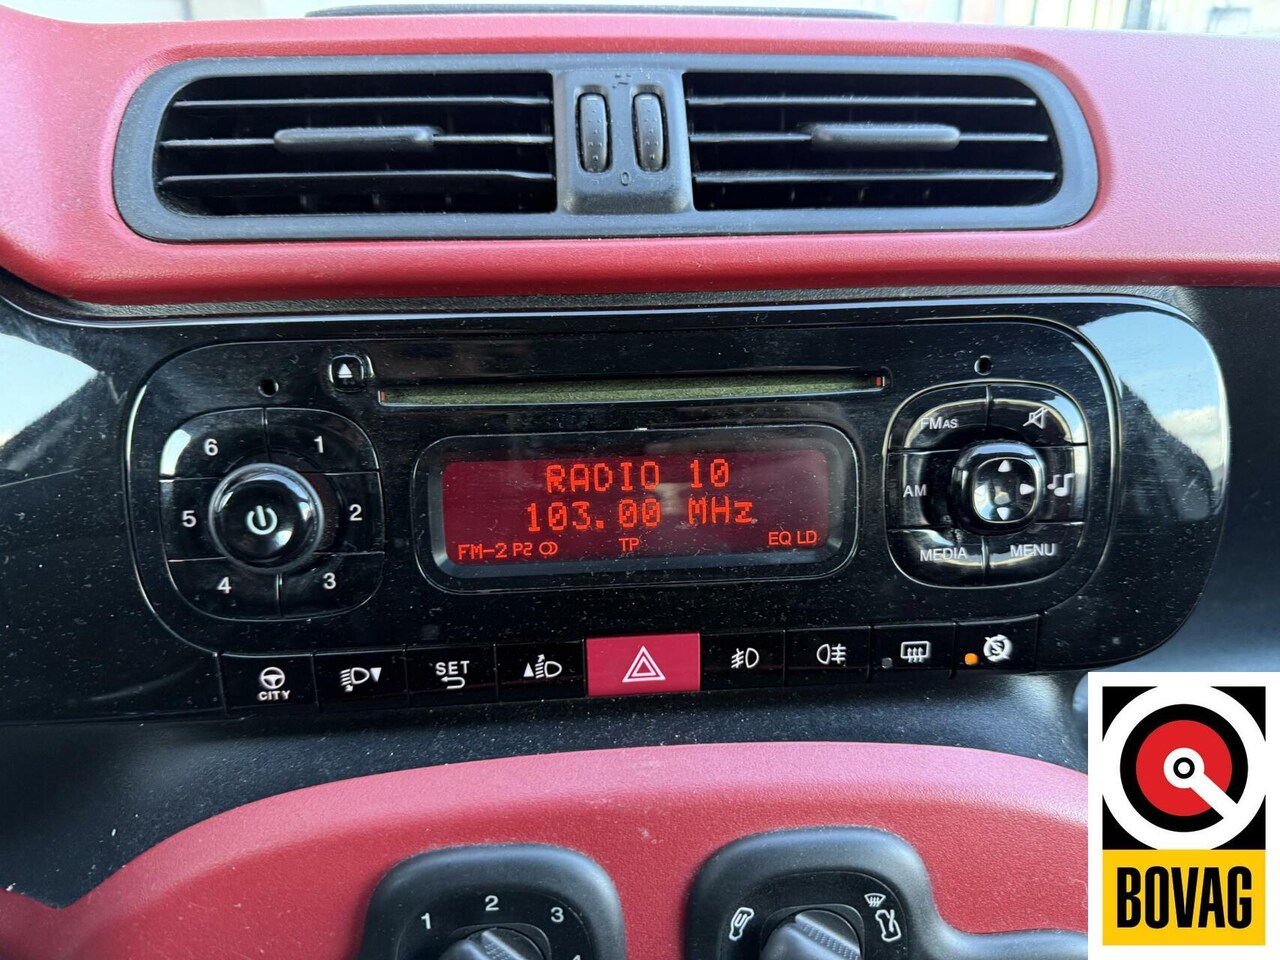 0
6 1
FMAS
5 2
AM
4 3
MEDIA MENU
RADIO 10
103.00 MHz
FM-2 P2 TP EQ LD
CITY
SET
1 2 3
BOVAG